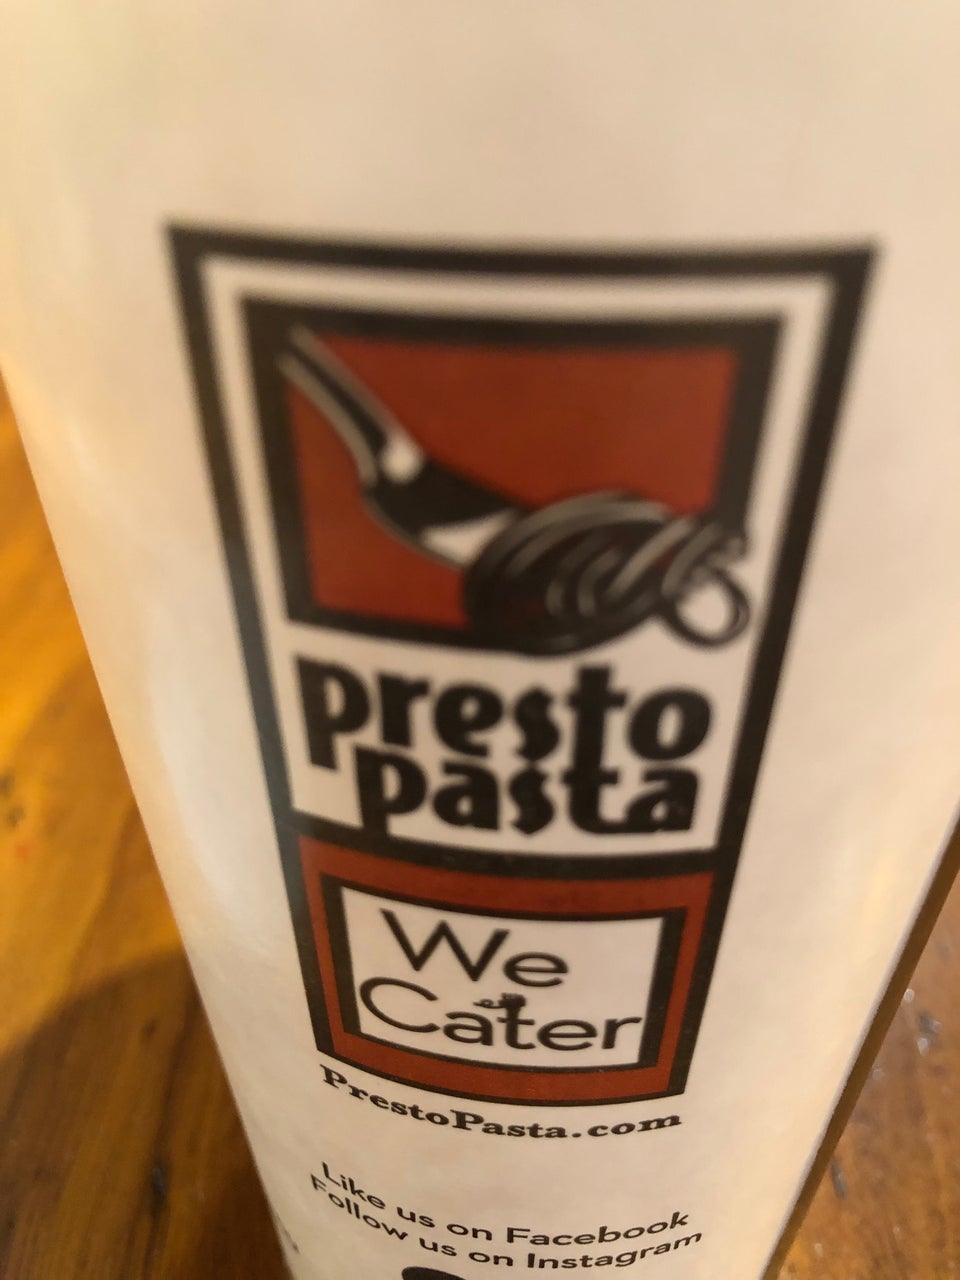 presto
pasta
We
Cater
PrestoPasta.com
Like us on Facebook
Follow us on Instagram